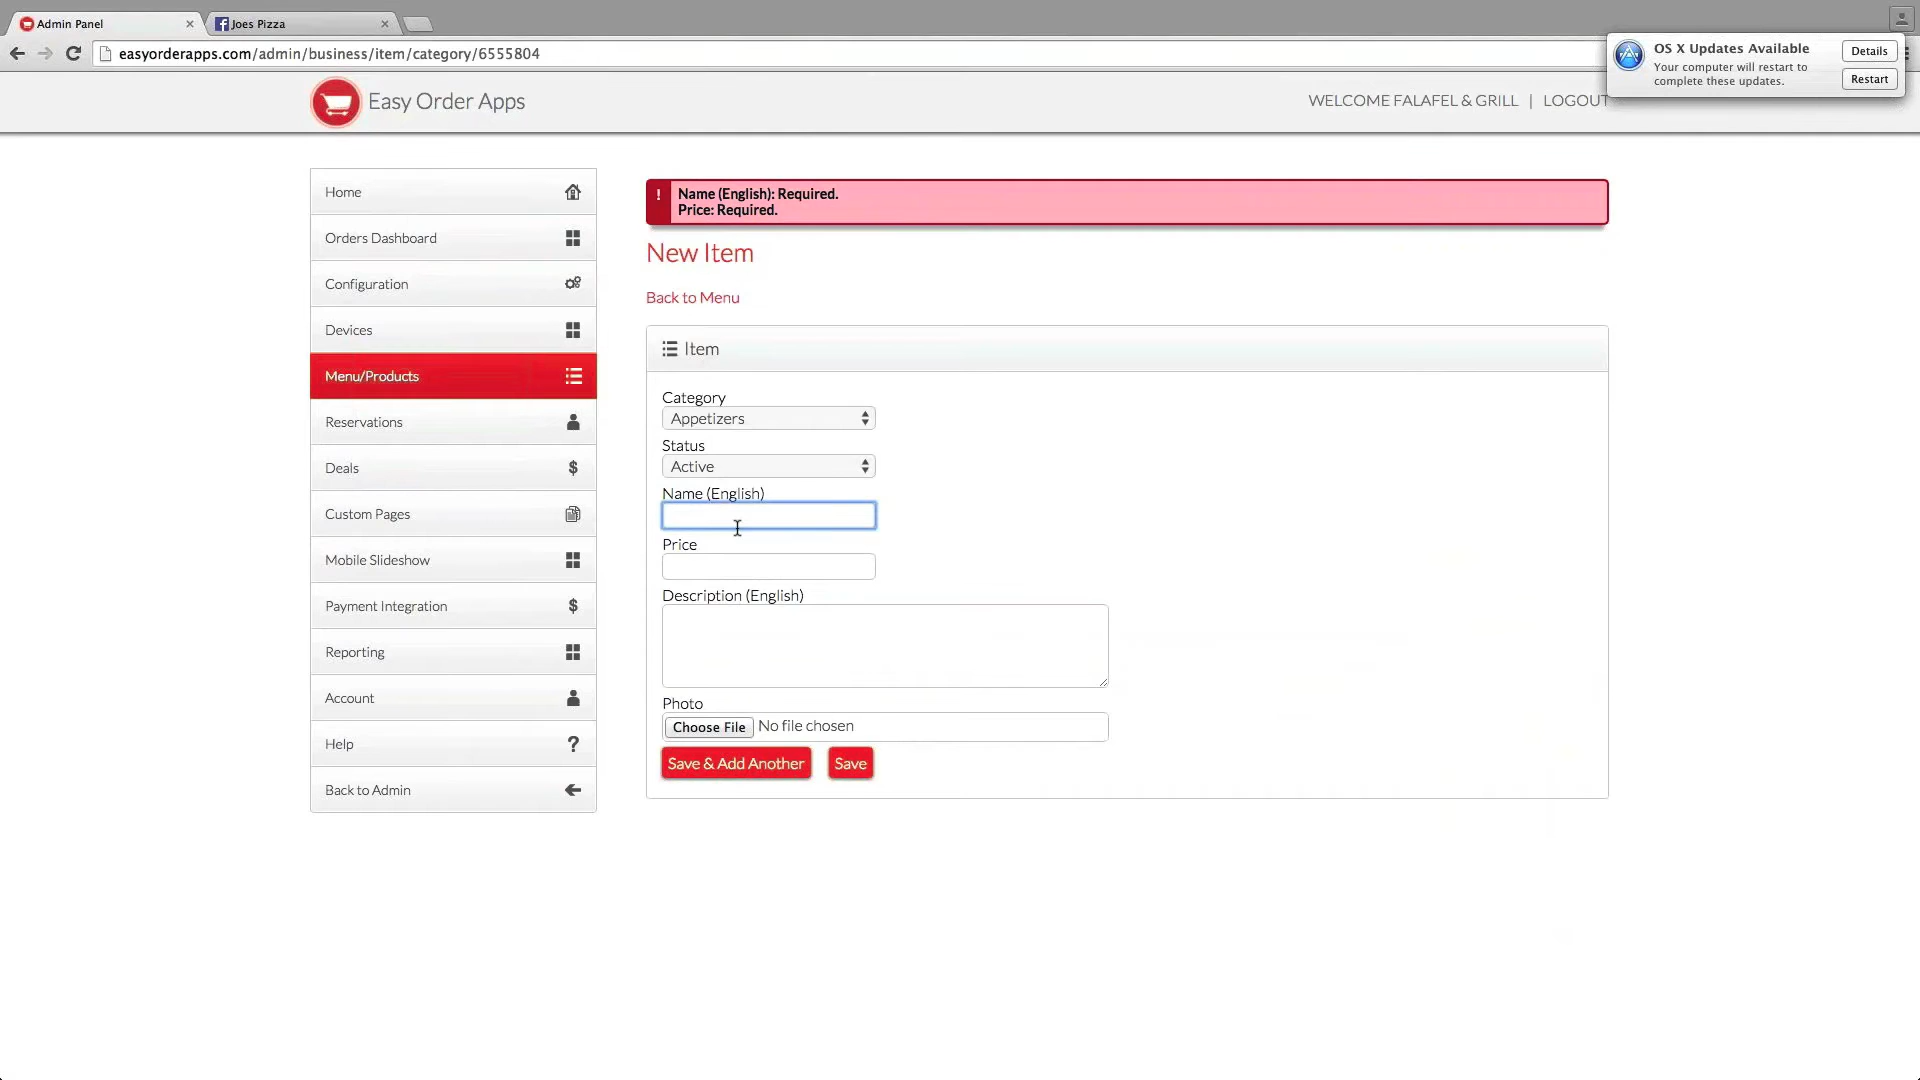 Admin Panel
Joes Pizza
easyorderapps.com/admin/business/item/category/6555804
OS X Updates Available
Your computer will restart to
complete these updates.
Details
Restart
Easy Order Apps
WELCOME FALAFEL & GRILL | LOGOUT
Home
Orders Dashboard
Configuration
Devices
Menu/Products
Reservations
Deals
Custom Pages
Mobile Slideshow
Payment Integration
Reporting
Account
Help
Back to Admin
! Name (English): Required.
Price: Required.
New Item
Back to Menu
Item
Category
Appetizers
Status
Active
Name (English)
Price
Description (English)
Photo
Choose File No file chosen
Save & Add Another Save